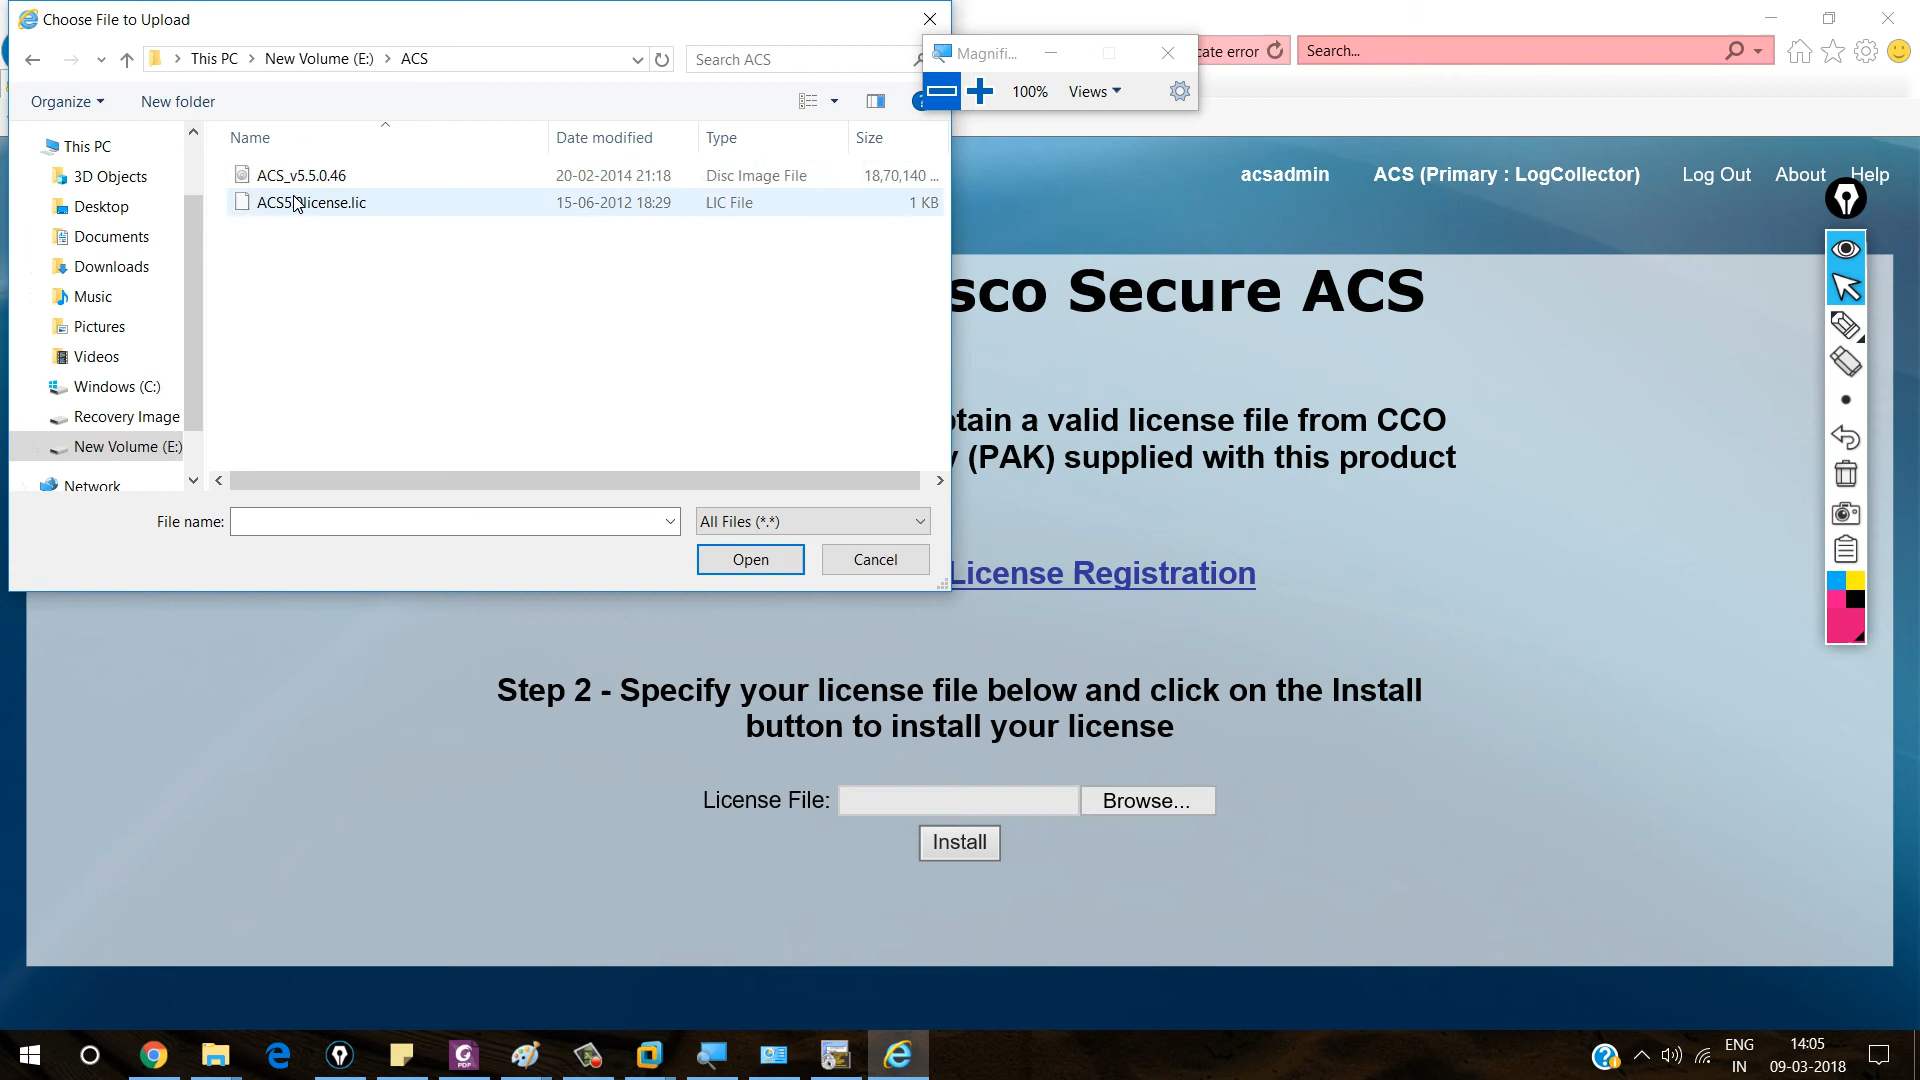 Choose File to Upload
This PC
New Volume (E:)
ACS
Search ACS
Organize
New folder
Name
Date modified
Type
Size
ACS_v5.5.0.46
20-02-2014 21:18
Disc Image File
18,70,140 ...
license.lic
15-06-2012 18:29
LIC File
1 KB
This PC
3D Objects
Desktop
Documents
Downloads
Music
Pictures
Videos
Windows (C:)
Recovery Image
New Volume (E:)
Network
File name:
All Files (*.*)
Open
Cancel
Magnifi...
100%
Views
cate error
Search...
acsadmin
ACS (Primary : LogCollector)
Log Out
About
Help
sco Secure ACS
tain a valid license file from CCO
(PAK) supplied with this product
License Registration
Step 2 - Specify your license file below and click on the Install
button to install your license
License File:
Browse...
Install
PDF
ENG
IN
14:05
09-03-2018